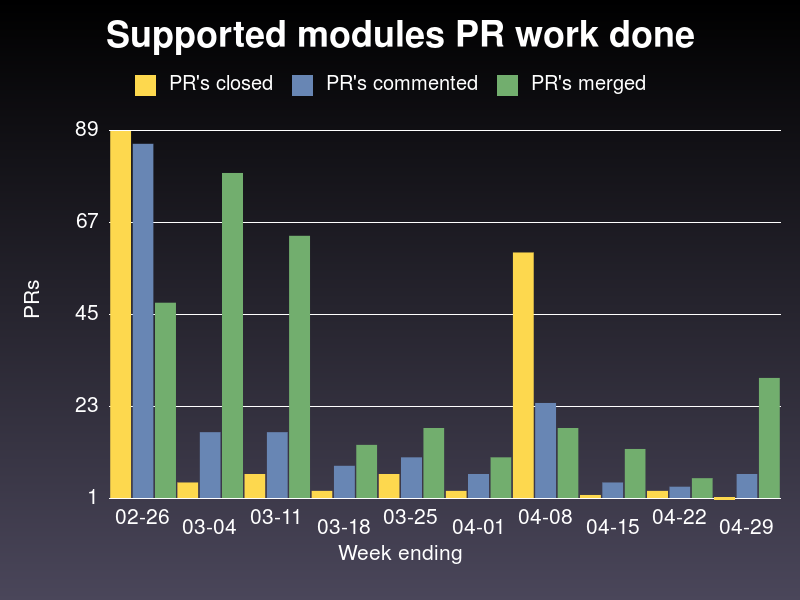 Supported modules PR work done
PR's closed PR's commented PR's merged
89
67
45
23
1
PRs
02-26 03-04 03-11 03-18 03-25 04-01 04-08 04-15 04-22 04-29
Week ending